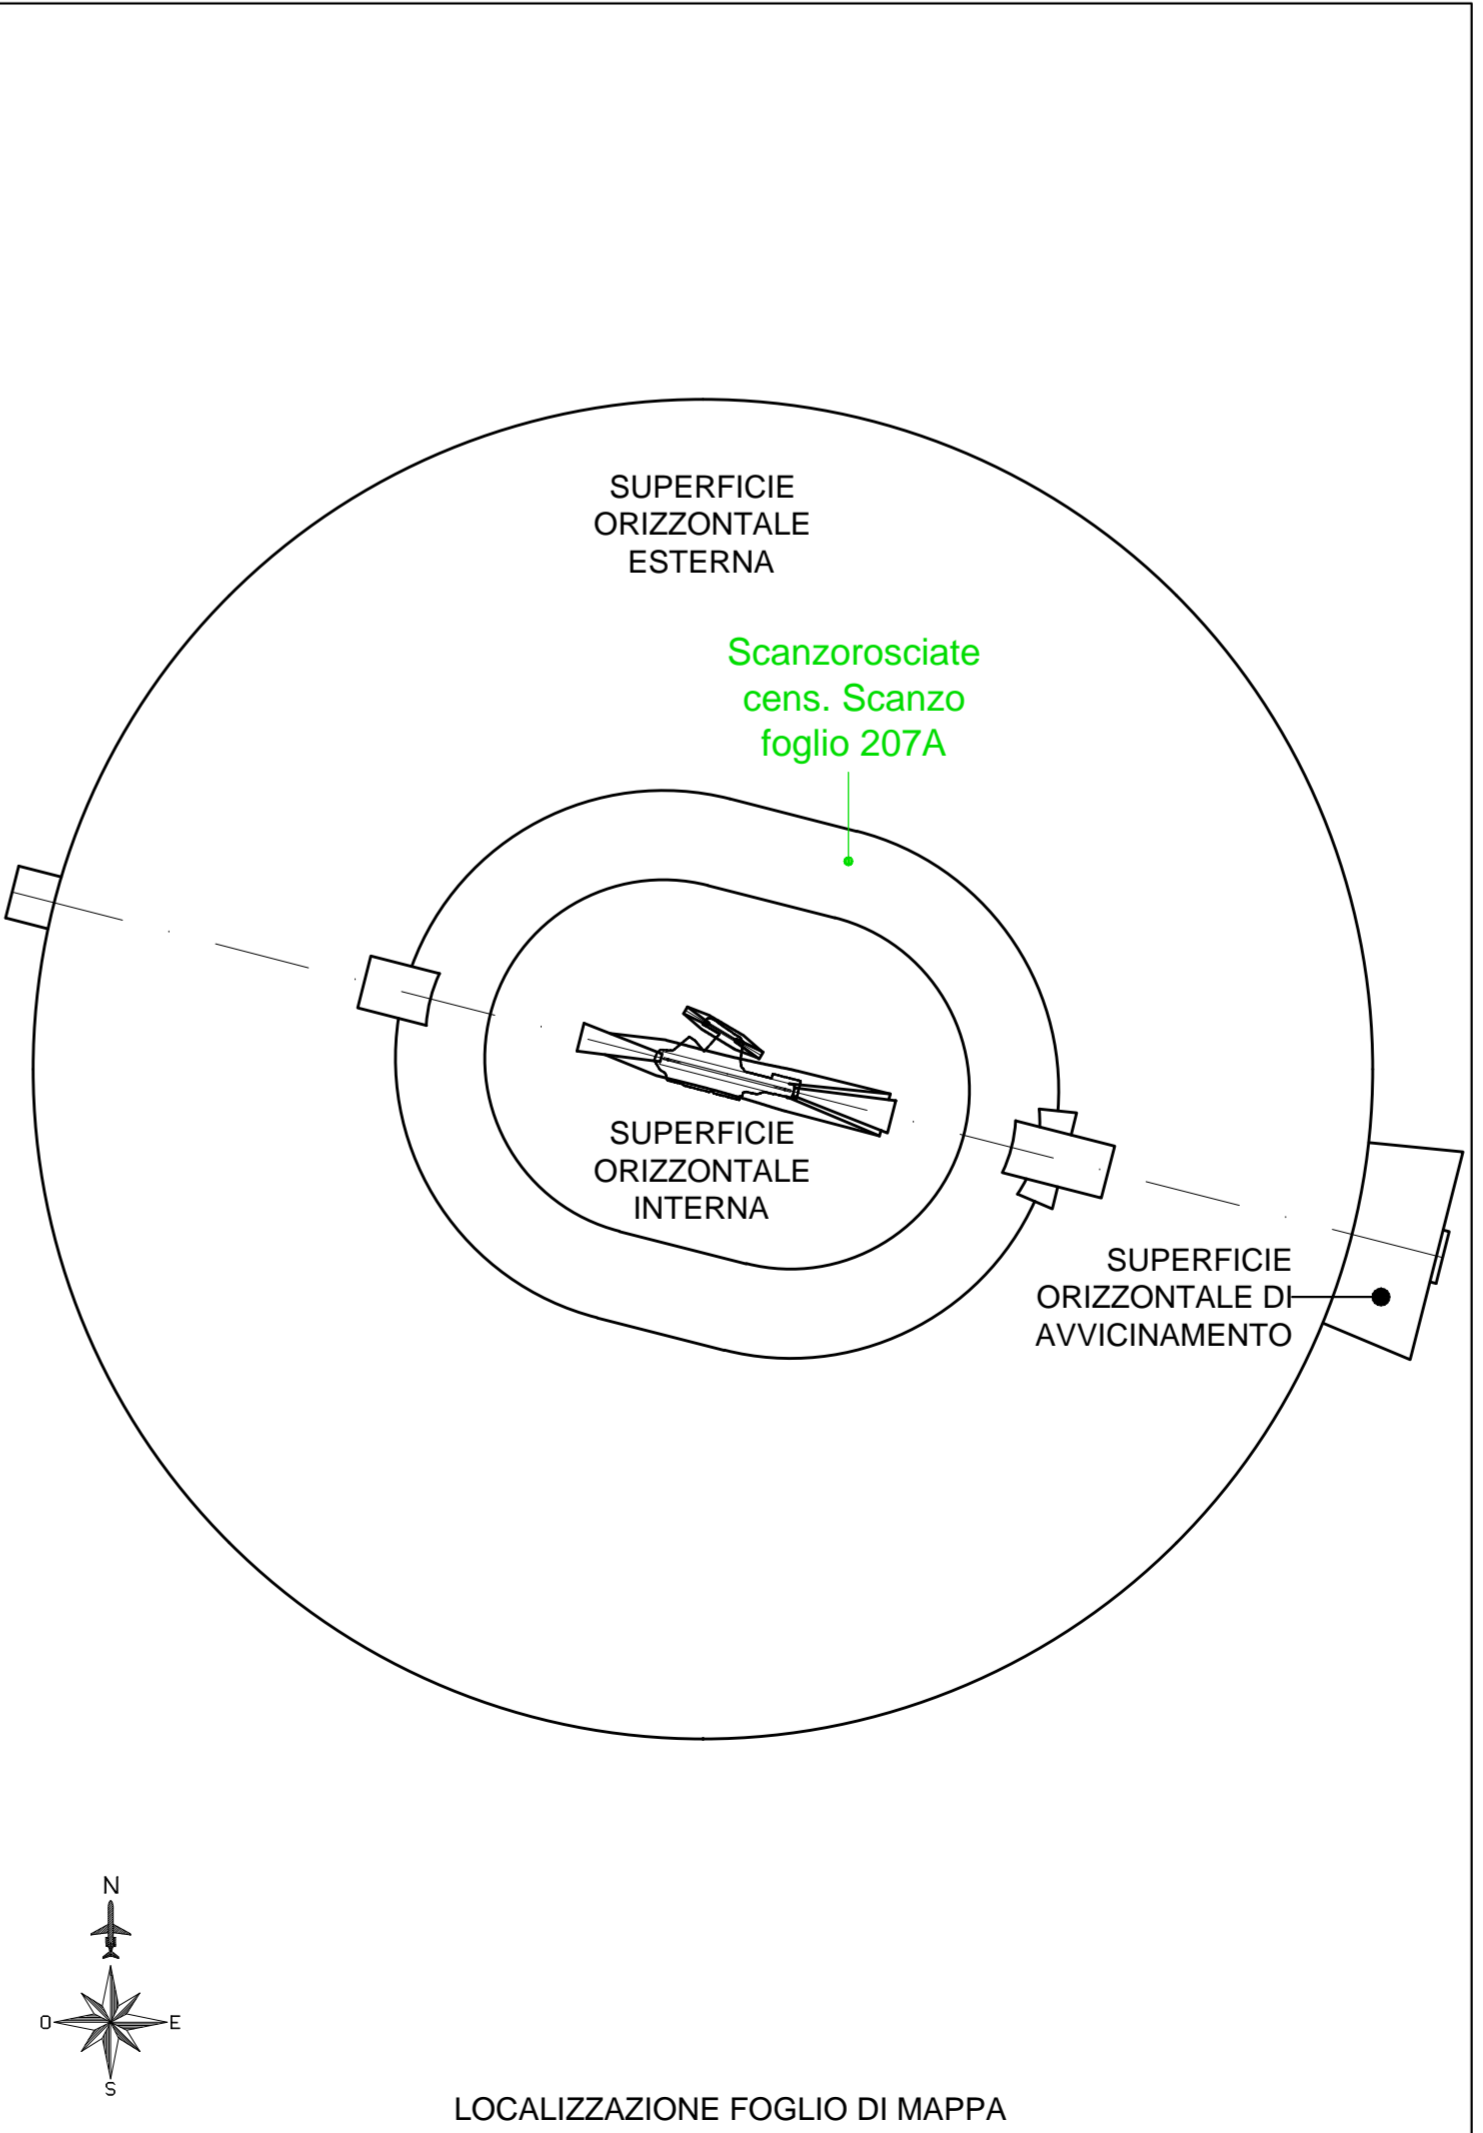 SUPERFICIE
ORIZZONTALE
ESTERNA
Scanzorosciate
cens. Scanzo
foglio 207A
SUPERFICIE
ORIZZONTALE
INTERNA
SUPERFICIE
ORIZZONTALE DI
AVVICINAMENTO
N
O
E
S
LOCALIZZAZIONE FOGLIO DI MAPPA